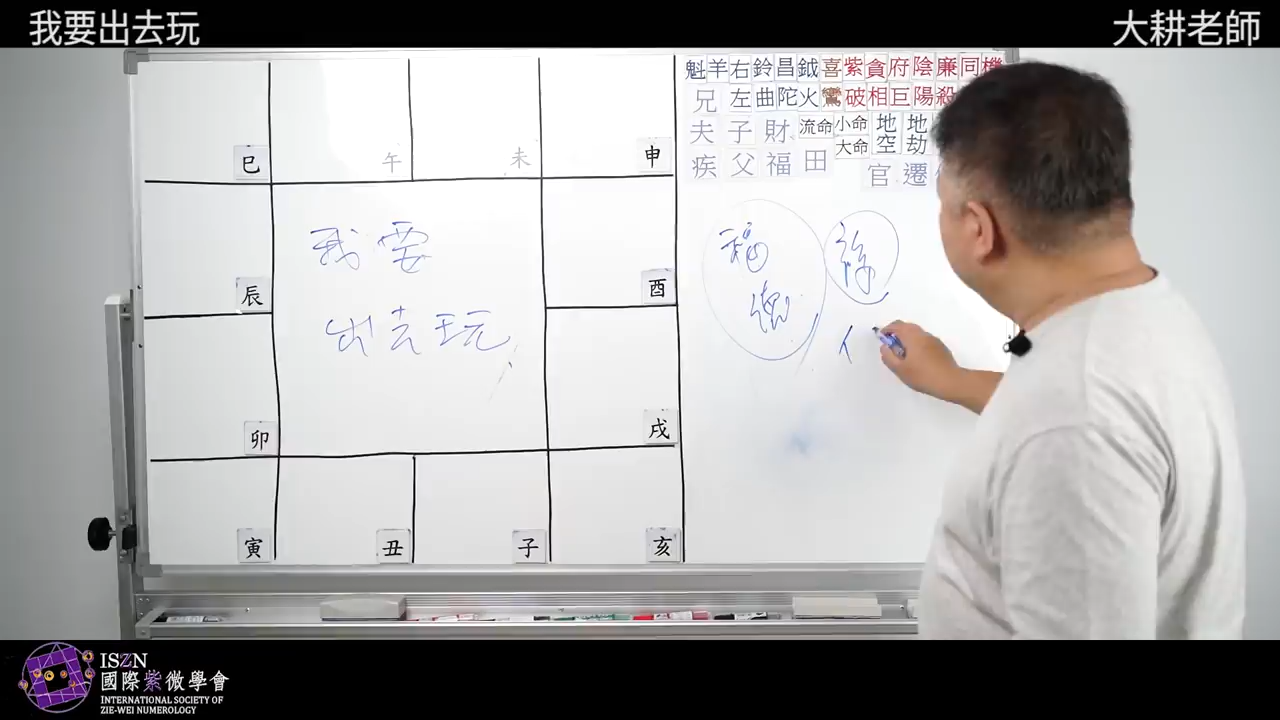 我要出去玩
大耕老師
魁羊右鈴昌鉞喜紫貪府陰廉同機
兄左曲陀火鸞破相巨陽殺
夫子財流命小命地地
大命空劫
疾父福田官遷
巳
午
未
申
辰
酉
卯
戌
寅
丑
子
亥
我要
出去玩
福
德
ISZN
國際紫微學會
INTERNATIONAL SOCIETY OF
ZIE-WEI NUMEROLOGY